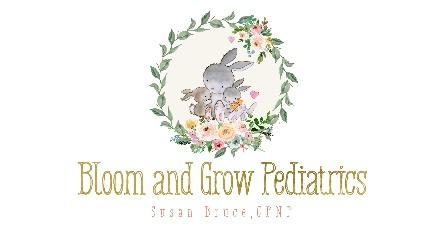 Bloom and Grow Pediatrics
Susan Bruce, CPNP